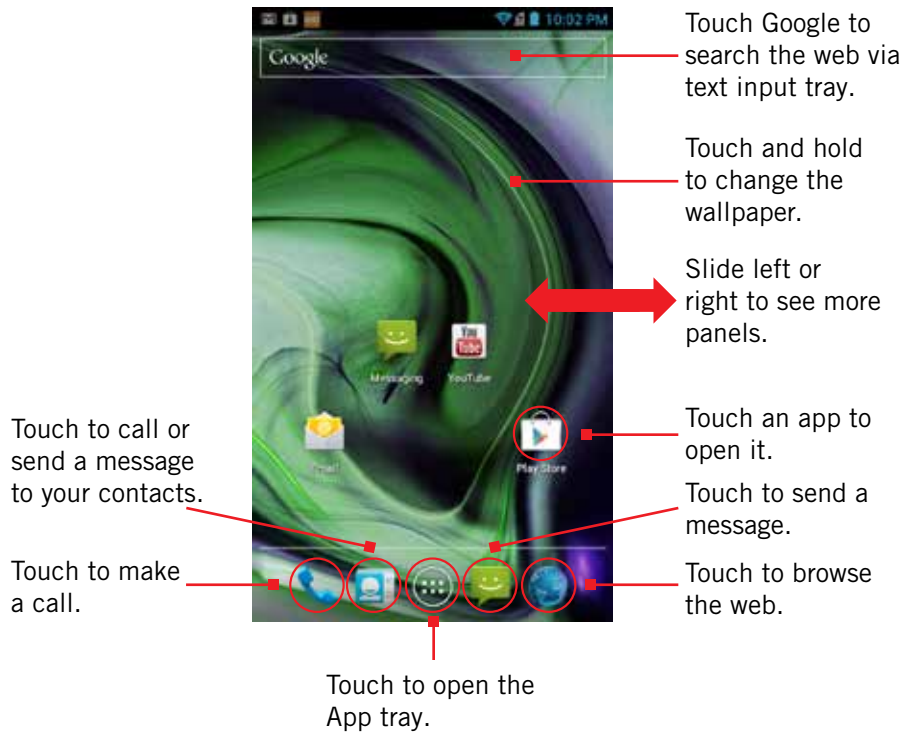 10:02 PM
Google
Touch Google to
search the web via
text input tray.
Touch and hold
to change the
wallpaper.
Slide left or
right to see more
panels.
You
Tube
Messaging
YouTube
Email
Play Store
Touch an app to
open it.
Touch to call or
send a message
to your contacts.
Touch to send a
message.
Touch to make
a call.
Touch to browse
the web.
Touch to open the
App tray.